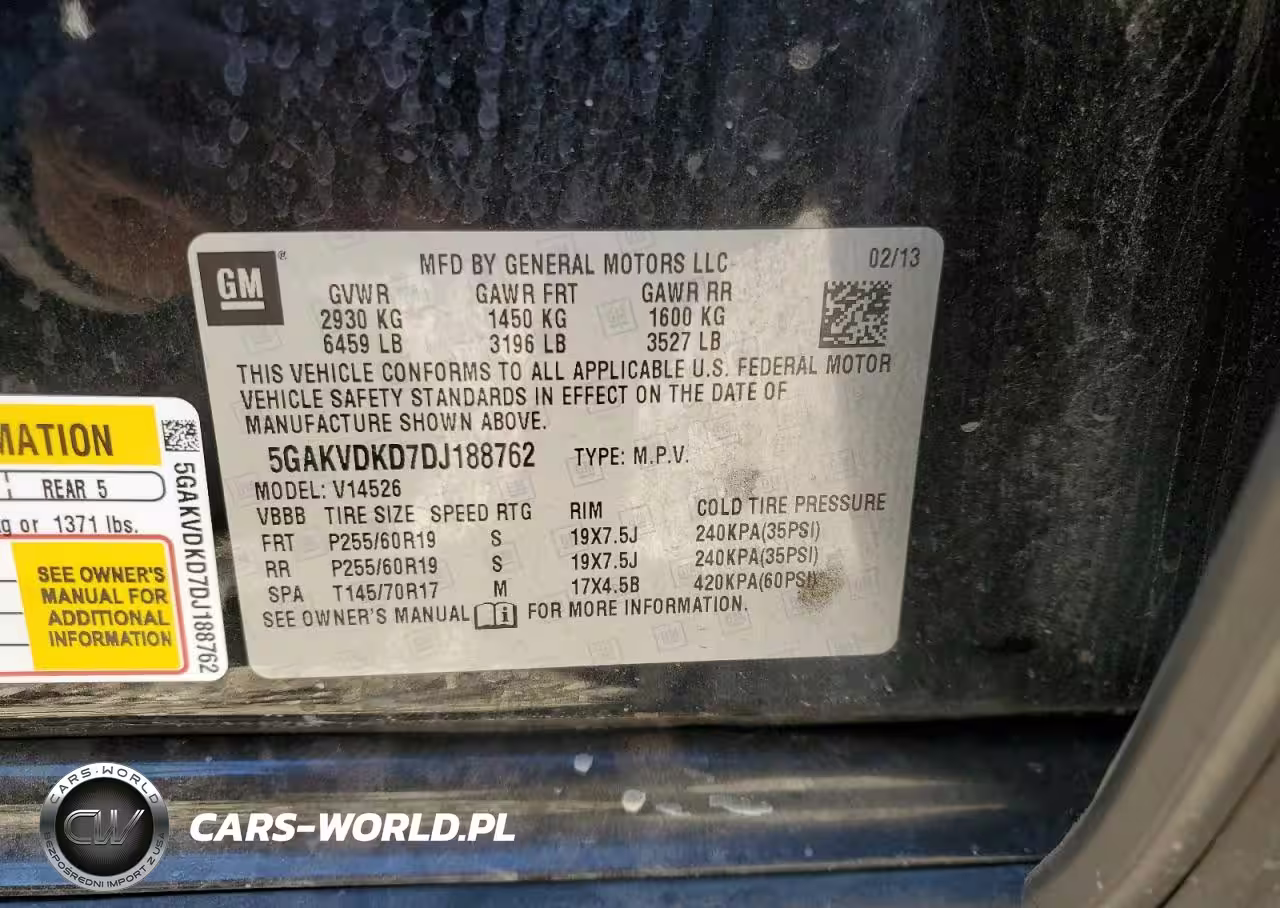 GM ®
MFD BY GENERAL MOTORS LLC 02/13
GVWR GAWR FRT GAWR RR
2930 KG 1450 KG 1600 KG
6459 LB 3196 LB 3527 LB
THIS VEHICLE CONFORMS TO ALL APPLICABLE U.S. FEDERAL MOTOR
VEHICLE SAFETY STANDARDS IN EFFECT ON THE DATE OF
MANUFACTURE SHOWN ABOVE.
5GAKVDKD7DJ188762 TYPE: M.P.V.
MODEL: V14526
VBBB TIRE SIZE SPEED RTG RIM COLD TIRE PRESSURE
FRT P255/60R19 S 19X7.5J 240KPA(35PSI)
RR P255/60R19 S 19X7.5J 240KPA(35PSI)
SPA T145/70R17 M 17X4.5B 420KPA(60PSI)
SEE OWNER'S MANUAL i FOR MORE INFORMATION.
MATION
REAR 5
kg or 1371 lbs.
SEE OWNER'S
MANUAL FOR
ADDITIONAL
INFORMATION
5GAKVDKD7DJ188762
CARS-WORLD
CW
BEZPOŚREDNI IMPORT Z USA
CARS-WORLD.PL